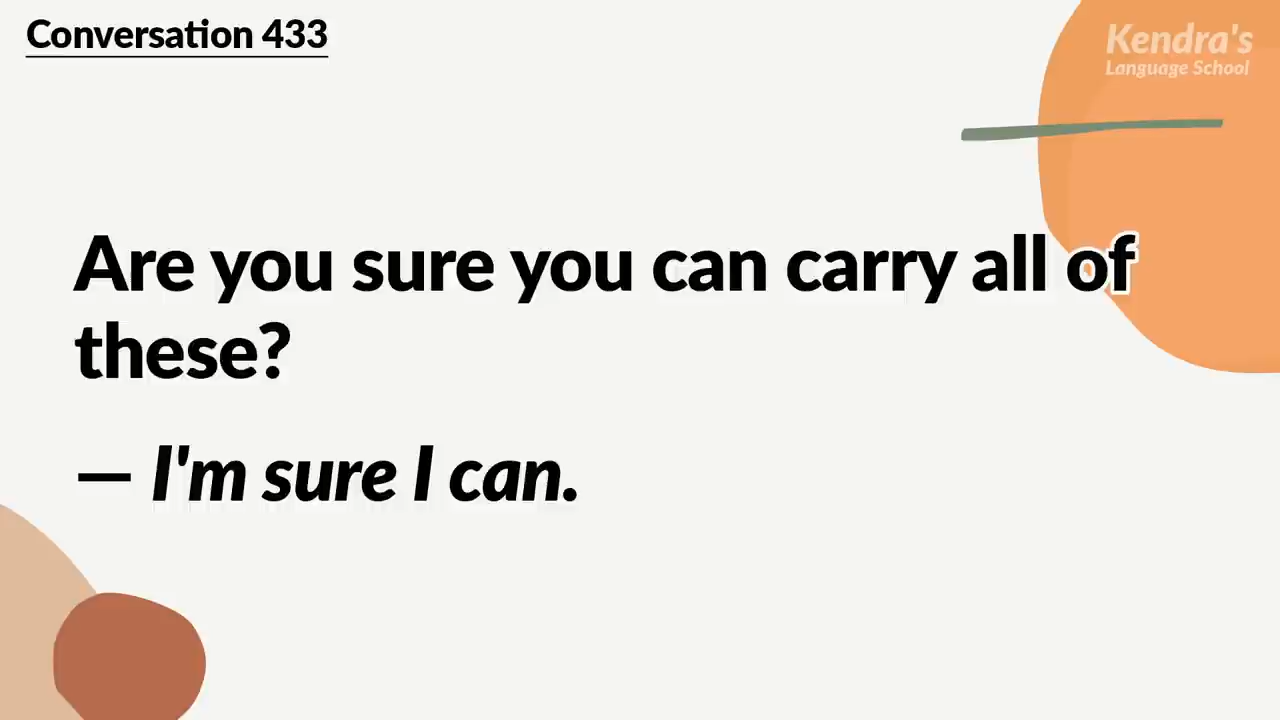 Conversation 433
Kendra's
Language School
Are you sure you can carry all of
these?
— I'm sure I can.